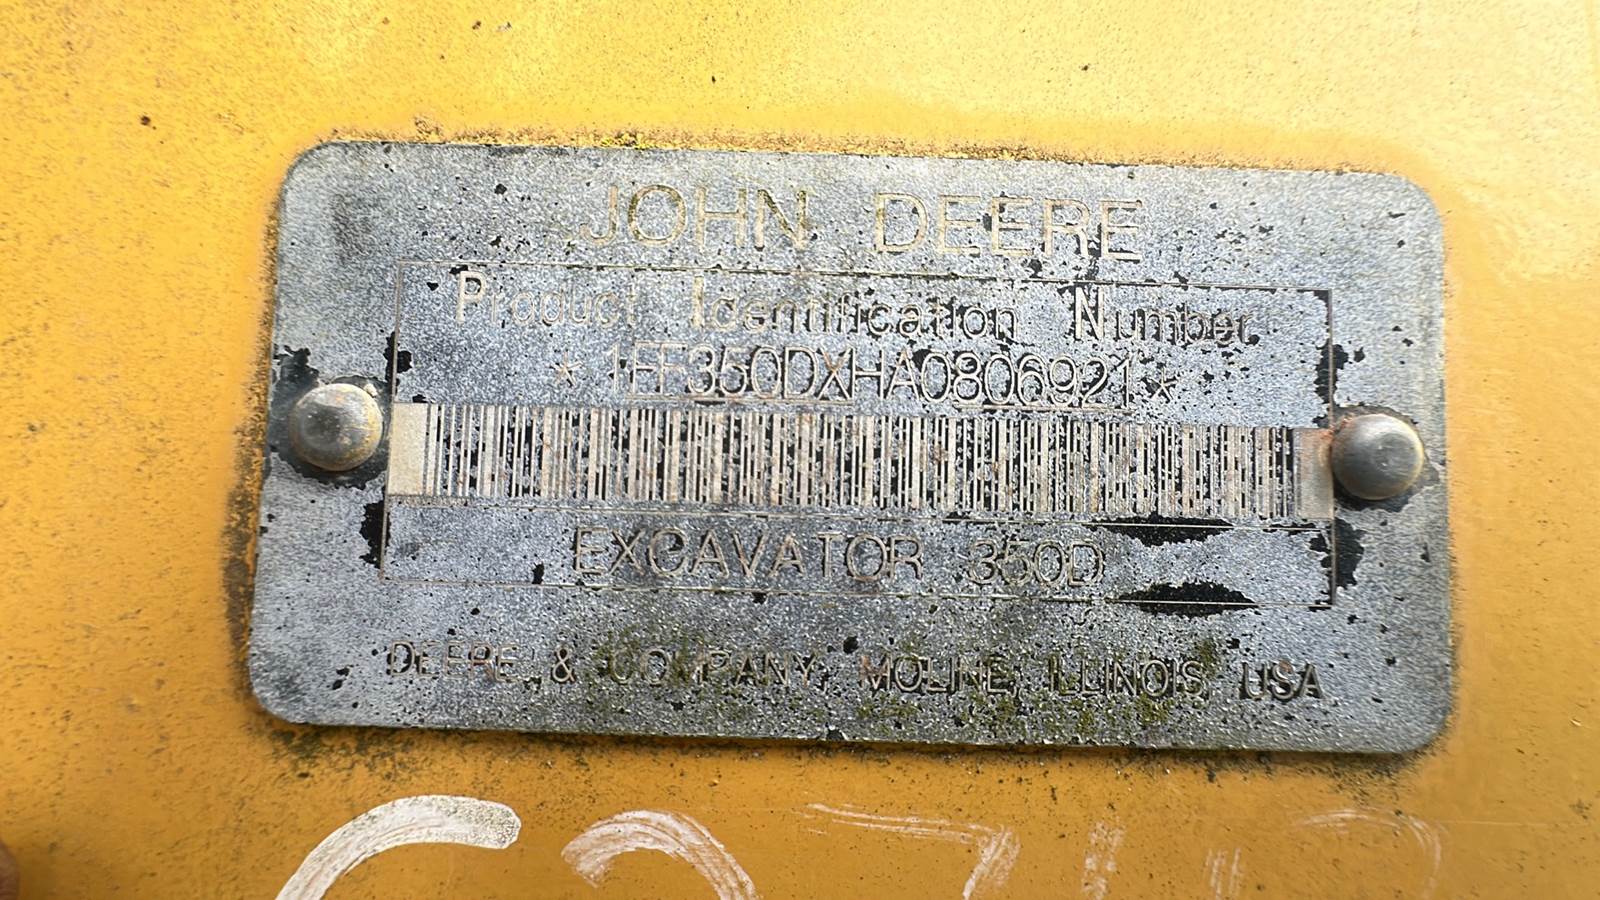 JOHN DEERE
Product Identification Number
* 1FF350DXHA0806921 *
EXCAVATOR 350D
DEERE & COMPANY, MOLINE, ILLINOIS, USA